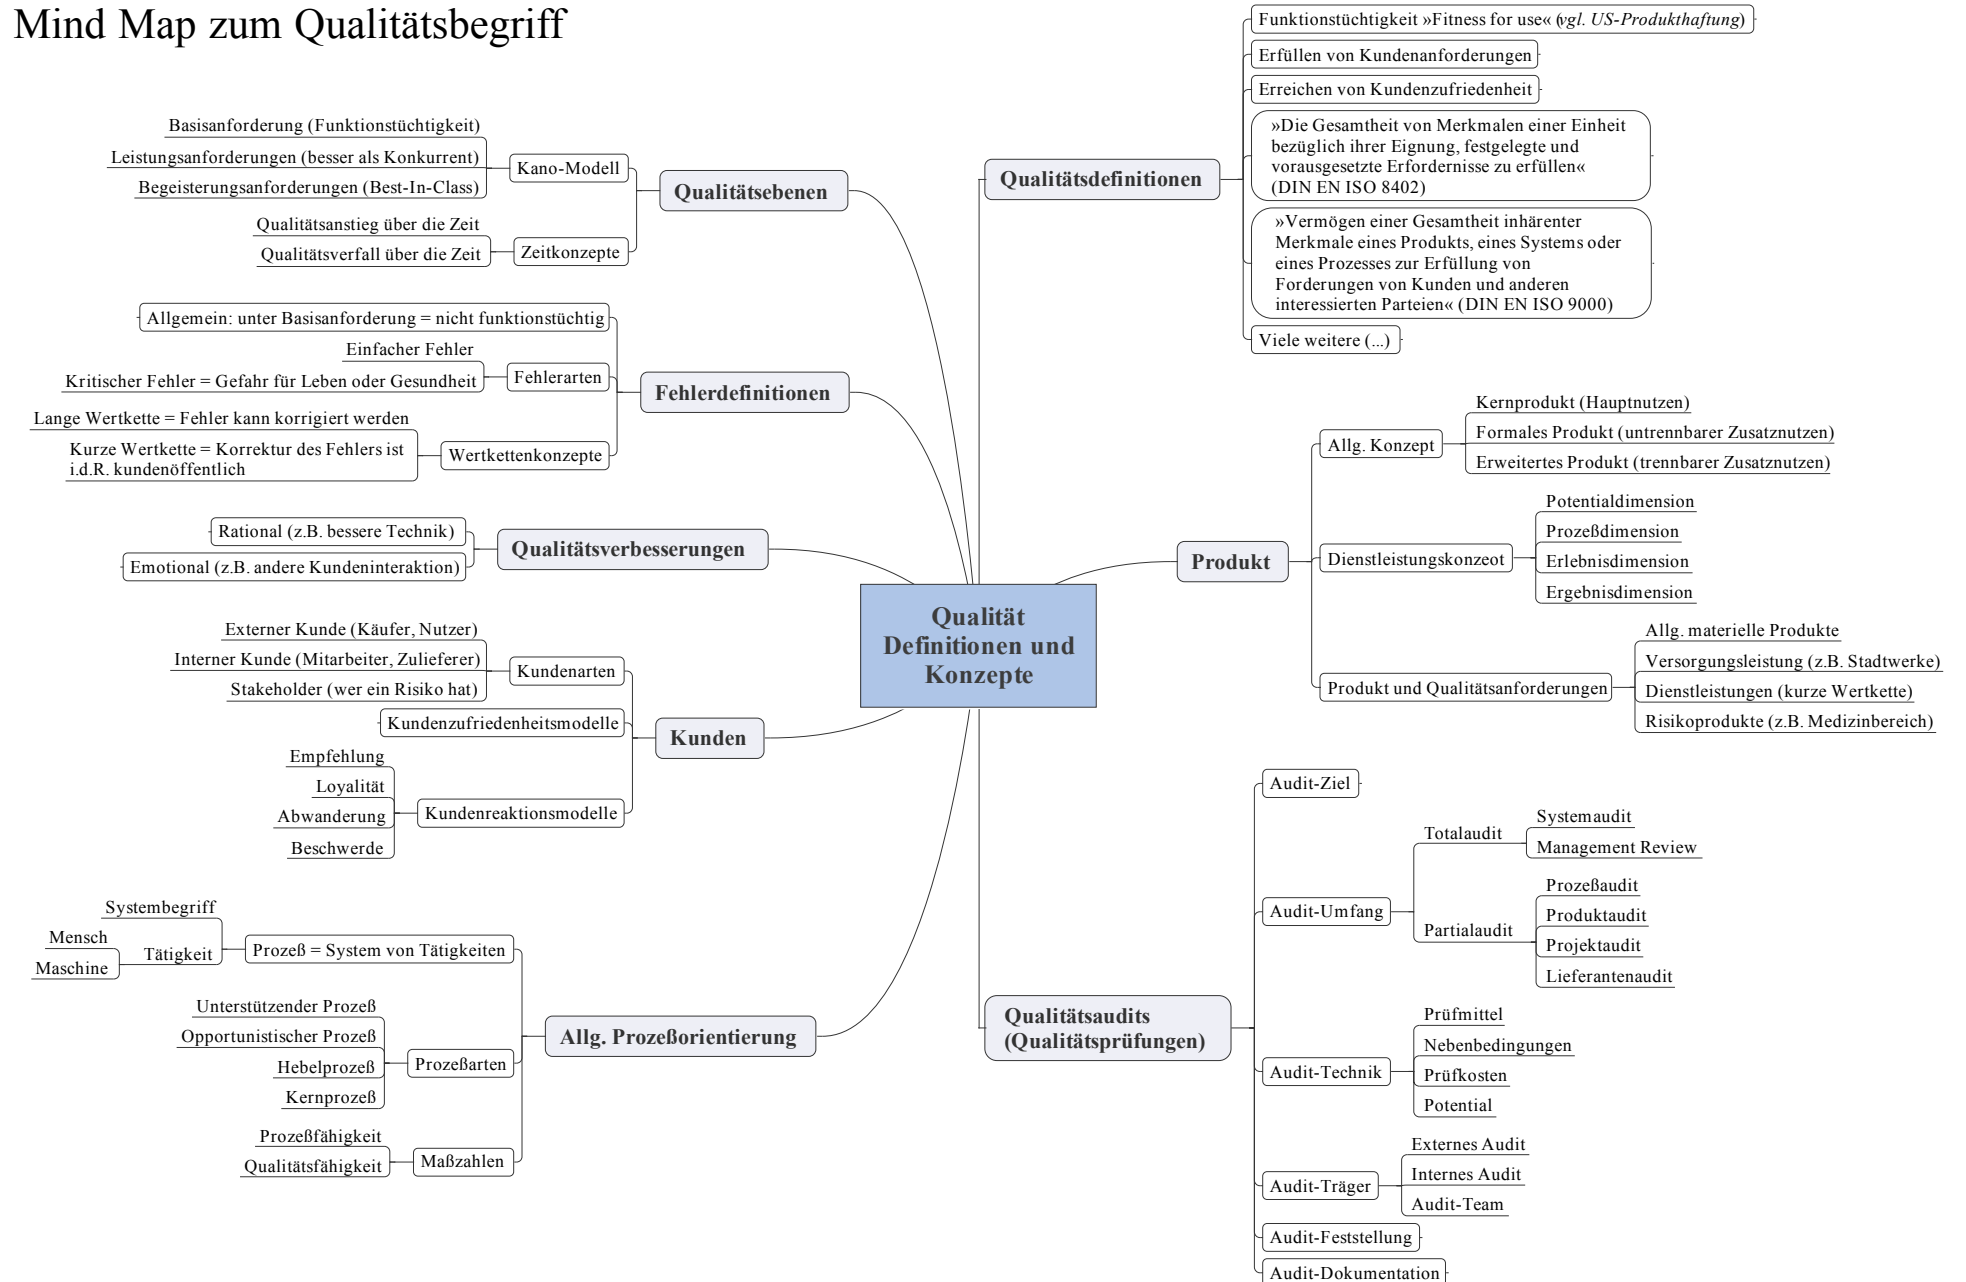 Mind Map zum Qualitätsbegriff
Qualität
Definitionen und
Konzepte
Qualitätsebenen
Kano-Modell
Basisanforderung (Funktionstüchtigkeit)
Leistungsanforderungen (besser als Konkurrent)
Begeisterungsanforderungen (Best-In-Class)
Zeitkonzepte
Qualitätsanstieg über die Zeit
Qualitätsverfall über die Zeit
Fehlerdefinitionen
Allgemein: unter Basisanforderung = nicht funktionstüchtig
Fehlerarten
Einfacher Fehler
Kritischer Fehler = Gefahr für Leben oder Gesundheit
Wertkettenkonzepte
Lange Wertkette = Fehler kann korrigiert werden
Kurze Wertkette = Korrektur des Fehlers ist
i.d.R. kundenöffentlich
Qualitätsverbesserungen
Rational (z.B. bessere Technik)
Emotional (z.B. andere Kundeninteraktion)
Kunden
Kundenarten
Externer Kunde (Käufer, Nutzer)
Interner Kunde (Mitarbeiter, Zulieferer)
Stakeholder (wer ein Risiko hat)
Kundenzufriedenheitsmodelle
Kundenreaktionsmodelle
Empfehlung
Loyalität
Abwanderung
Beschwerde
Allg. Prozeßorientierung
Prozeß = System von Tätigkeiten
Systembegriff
Tätigkeit
Mensch
Maschine
Prozeßarten
Unterstützender Prozeß
Opportunistischer Prozeß
Hebelprozeß
Kernprozeß
Maßzahlen
Prozeßfähigkeit
Qualitätsfähigkeit
Qualitätsdefinitionen
Funktionstüchtigkeit »Fitness for use« (vgl. US-Produkthaftung)
Erfüllen von Kundenanforderungen
Erreichen von Kundenzufriedenheit
»Die Gesamtheit von Merkmalen einer Einheit
bezüglich ihrer Eignung, festgelegte und
vorausgesetzte Erfordernisse zu erfüllen«
(DIN EN ISO 8402)
»Vermögen einer Gesamtheit inhärenter
Merkmale eines Produkts, eines Systems oder
eines Prozesses zur Erfüllung von
Forderungen von Kunden und anderen
interessierten Parteien« (DIN EN ISO 9000)
Viele weitere (...)
Produkt
Allg. Konzept
Kernprodukt (Hauptnutzen)
Formales Produkt (untrennbarer Zusatznutzen)
Erweitertes Produkt (trennbarer Zusatznutzen)
Dienstleistungskonzeot
Potentialdimension
Prozeßdimension
Erlebnisdimension
Ergebnisdimension
Produkt und Qualitätsanforderungen
Allg. materielle Produkte
Versorgungsleistung (z.B. Stadtwerke)
Dienstleistungen (kurze Wertkette)
Risikoprodukte (z.B. Medizinbereich)
Qualitätsaudits
(Qualitätsprüfungen)
Audit-Ziel
Audit-Umfang
Totalaudit
Systemaudit
Management Review
Partialaudit
Prozeßaudit
Produktaudit
Projektaudit
Lieferantenaudit
Audit-Technik
Prüfmittel
Nebenbedingungen
Prüfkosten
Potential
Audit-Träger
Externes Audit
Internes Audit
Audit-Team
Audit-Feststellung
Audit-Dokumentation